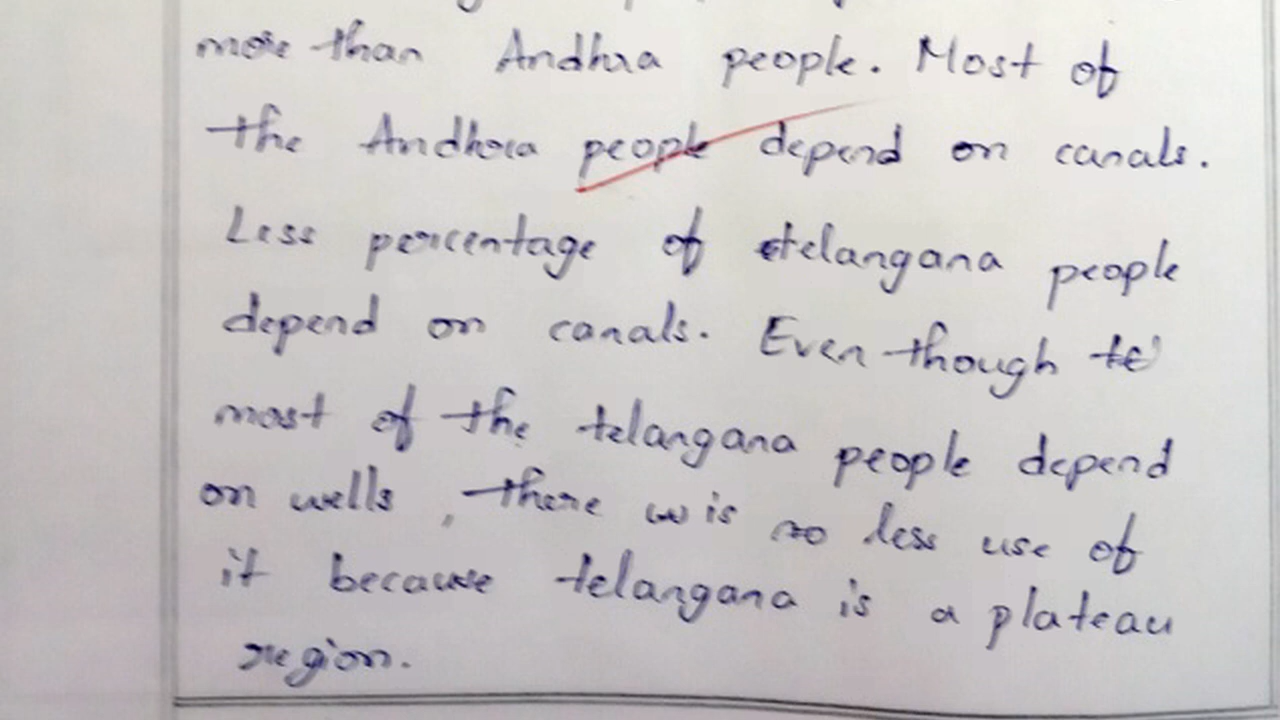 more than Andhra people. Most of
the Andhra people depend on canals.
Less percentage of telangana people
depend on canals. Even though te
most of the telangana people depend
on wells, there w is no less use of
it because telangana is a plateau
region.